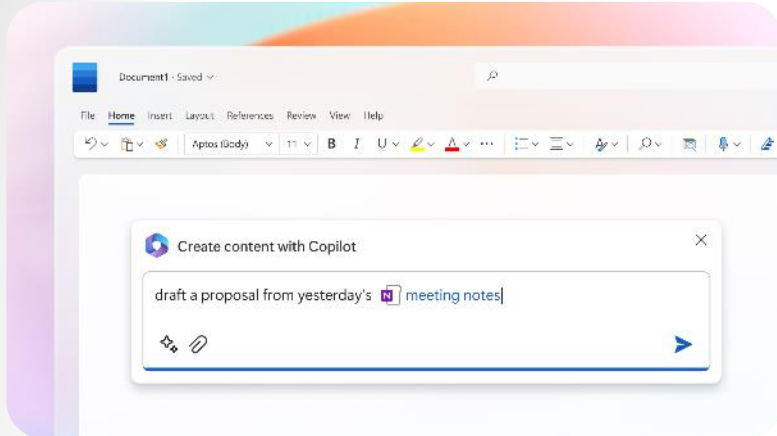 Document1 - Saved
File Home Insert Layout References Review View Help
Aptos (Body) 11 B I U A
Create content with Copilot
draft a proposal from yesterday's N meeting notes